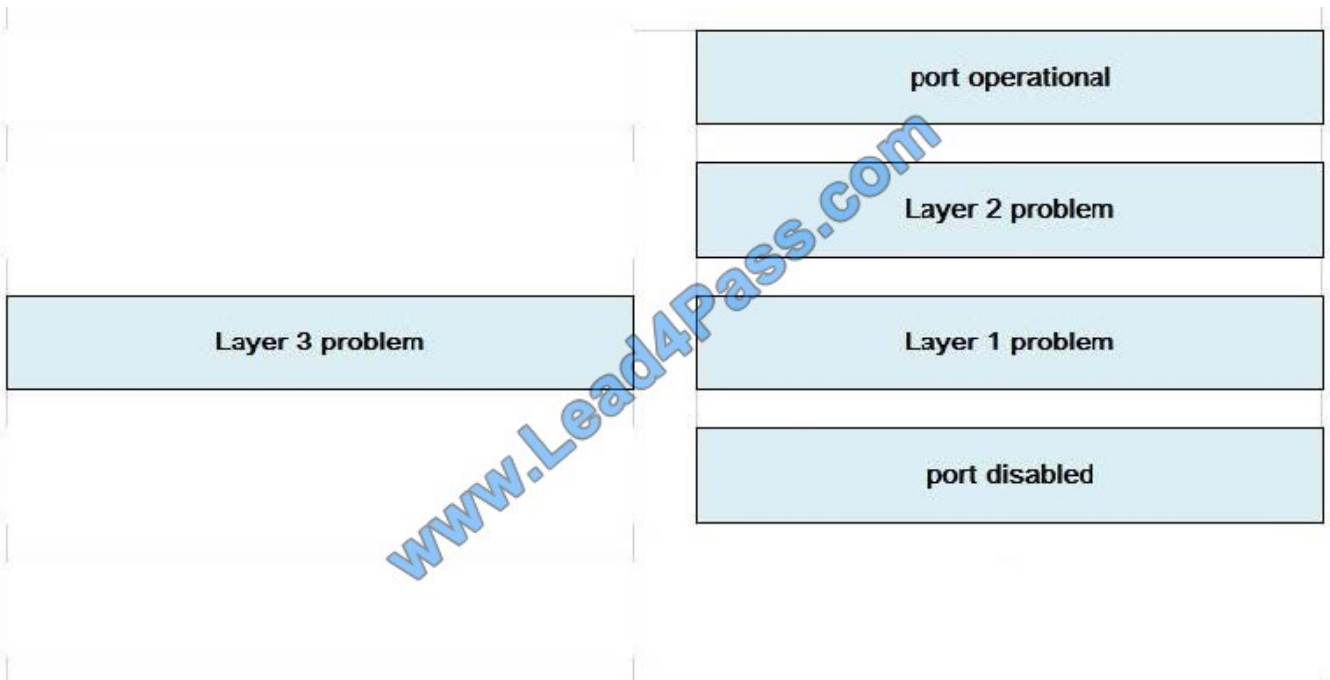 port operational
Layer 2 problem
Layer 3 problem
Layer 1 problem
port disabled
www.Lead4Pass.com